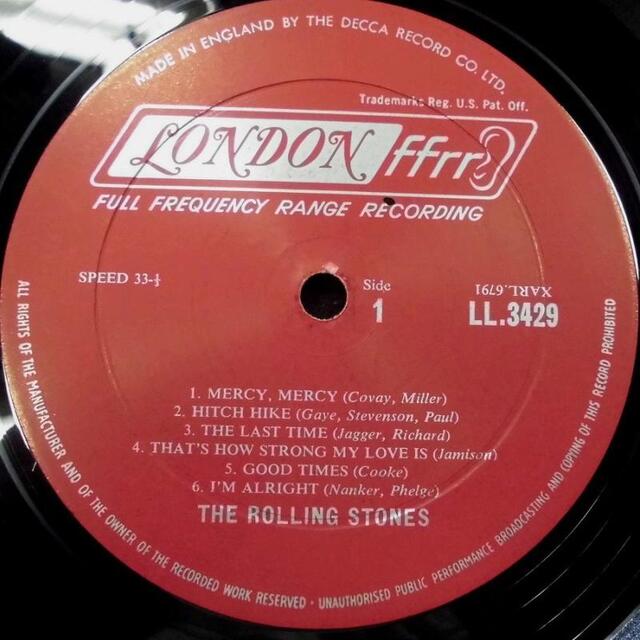 MADE IN ENGLAND BY THE DECCA RECORD CO. LTD.
Trademarks Reg. U.S. Pat. Off.
LONDON ffrr
FULL FREQUENCY RANGE RECORDING
SPEED 33-⅓
Side
1
XARL.6791
LL.3429
1. MERCY, MERCY (Covay, Miller)
2. HITCH HIKE (Gaye, Stevenson, Paul)
3. THE LAST TIME (Jagger, Richard)
4. THAT'S HOW STRONG MY LOVE IS (Jamison)
5. GOOD TIMES (Cooke)
6. I'M ALRIGHT (Nanker, Phelge)
THE ROLLING STONES
ALL RIGHTS OF THE MANUFACTURER AND OF THE OWNER OF THE RECORDED WORK RESERVED · UNAUTHORISED PUBLIC PERFORMANCE BROADCASTING AND COPYING OF THIS RECORD PROHIBITED